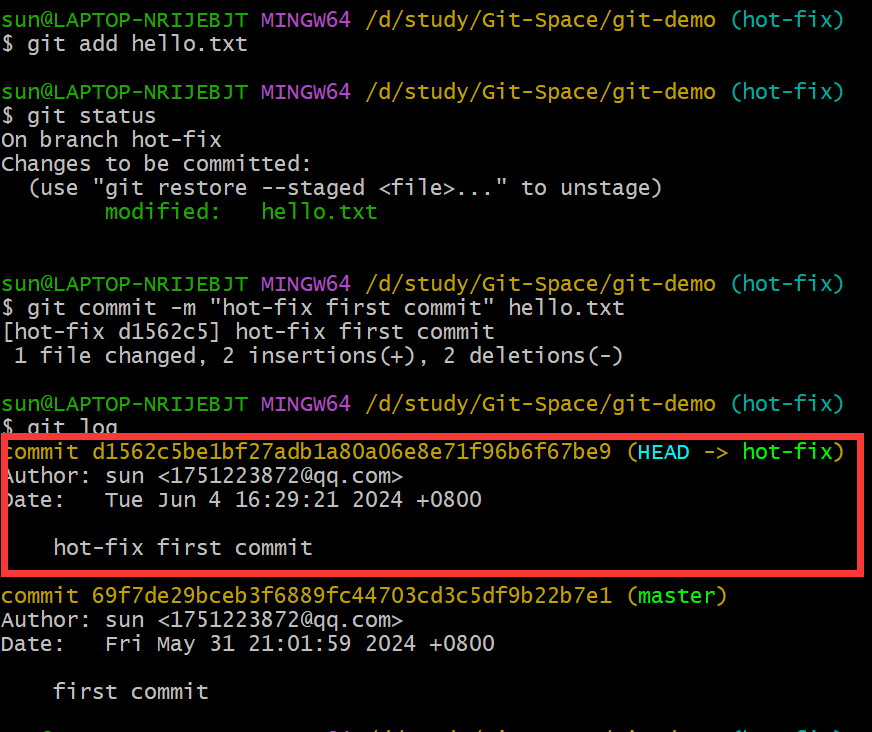 sun@LAPTOP-NRIJEBJT MINGW64 /d/study/Git-Space/git-demo (hot-fix)
$ git add hello.txt
sun@LAPTOP-NRIJEBJT MINGW64 /d/study/Git-Space/git-demo (hot-fix)
$ git status
On branch hot-fix
Changes to be committed:
  (use "git restore --staged <file>..." to unstage)
        modified:   hello.txt
sun@LAPTOP-NRIJEBJT MINGW64 /d/study/Git-Space/git-demo (hot-fix)
$ git commit -m "hot-fix first commit" hello.txt
[hot-fix d1562c5] hot-fix first commit
 1 file changed, 2 insertions(+), 2 deletions(-)
sun@LAPTOP-NRIJEBJT MINGW64 /d/study/Git-Space/git-demo (hot-fix)
$ git log
commit d1562c5be1bf27adb1a80a06e8e71f96b6f67be9 (HEAD -> hot-fix)
Author: sun <1751223872@qq.com>
Date:   Tue Jun 4 16:29:21 2024 +0800
    hot-fix first commit
commit 69f7de29bceb3f6889fc44703cd3c5df9b22b7e1 (master)
Author: sun <1751223872@qq.com>
Date:   Fri May 31 21:01:59 2024 +0800
    first commit